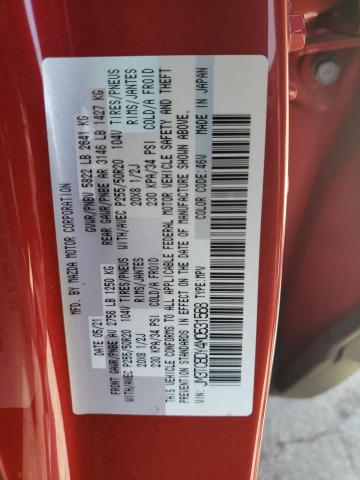 MFD. BY MAZDA MOTOR CORPORATION
DATE 05/21 GVWR/PNBV 5822 LB 2641 KG
FRONT GAWR/PNBE AU 2756 LB 1250 KG REAR GAWR/PNBE AR 3146 LB 1427 KG
WITH/AVEC P255/50R20 104V TIRES/PNEUS WITH/AVEC P255/50R20 104V TIRES/PNEUS
20X8 1/2J RIMS/JANTES 20X8 1/2J RIMS/JANTES
230 KPA/34 PSI COLD/A FROID 230 KPA/34 PSI COLD/A FROID
THIS VEHICLE CONFORMS TO ALL APPLICABLE FEDERAL MOTOR VEHICLE SAFETY AND THEFT
PREVENTION STANDARDS IN EFFECT ON THE DATE OF MANUFACTURE SHOWN ABOVE.
VIN: TYPE: MPV
COLOR: 46V MADE IN JAPAN